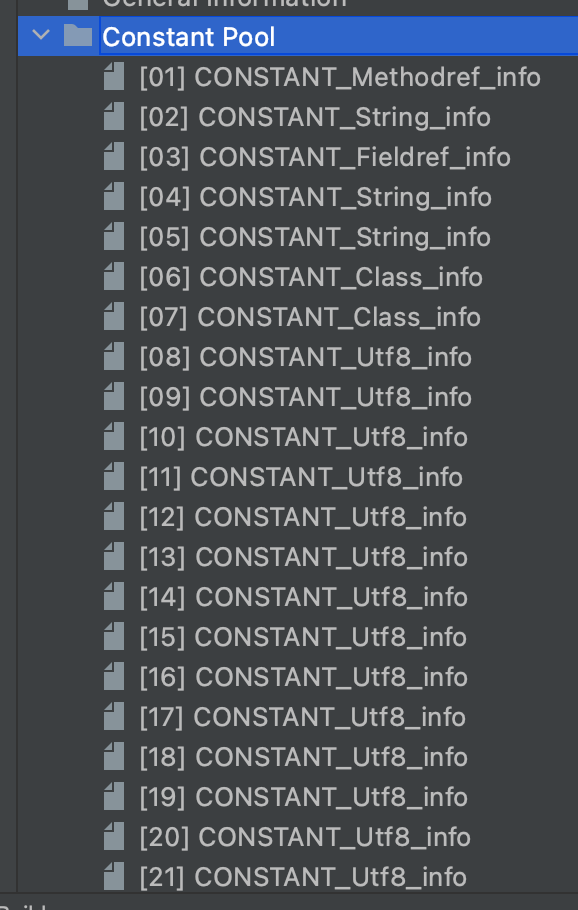 General Information
Constant Pool
[01] CONSTANT_Methodref_info
[02] CONSTANT_String_info
[03] CONSTANT_Fieldref_info
[04] CONSTANT_String_info
[05] CONSTANT_String_info
[06] CONSTANT_Class_info
[07] CONSTANT_Class_info
[08] CONSTANT_Utf8_info
[09] CONSTANT_Utf8_info
[10] CONSTANT_Utf8_info
[11] CONSTANT_Utf8_info
[12] CONSTANT_Utf8_info
[13] CONSTANT_Utf8_info
[14] CONSTANT_Utf8_info
[15] CONSTANT_Utf8_info
[16] CONSTANT_Utf8_info
[17] CONSTANT_Utf8_info
[18] CONSTANT_Utf8_info
[19] CONSTANT_Utf8_info
[20] CONSTANT_Utf8_info
[21] CONSTANT_Utf8_info